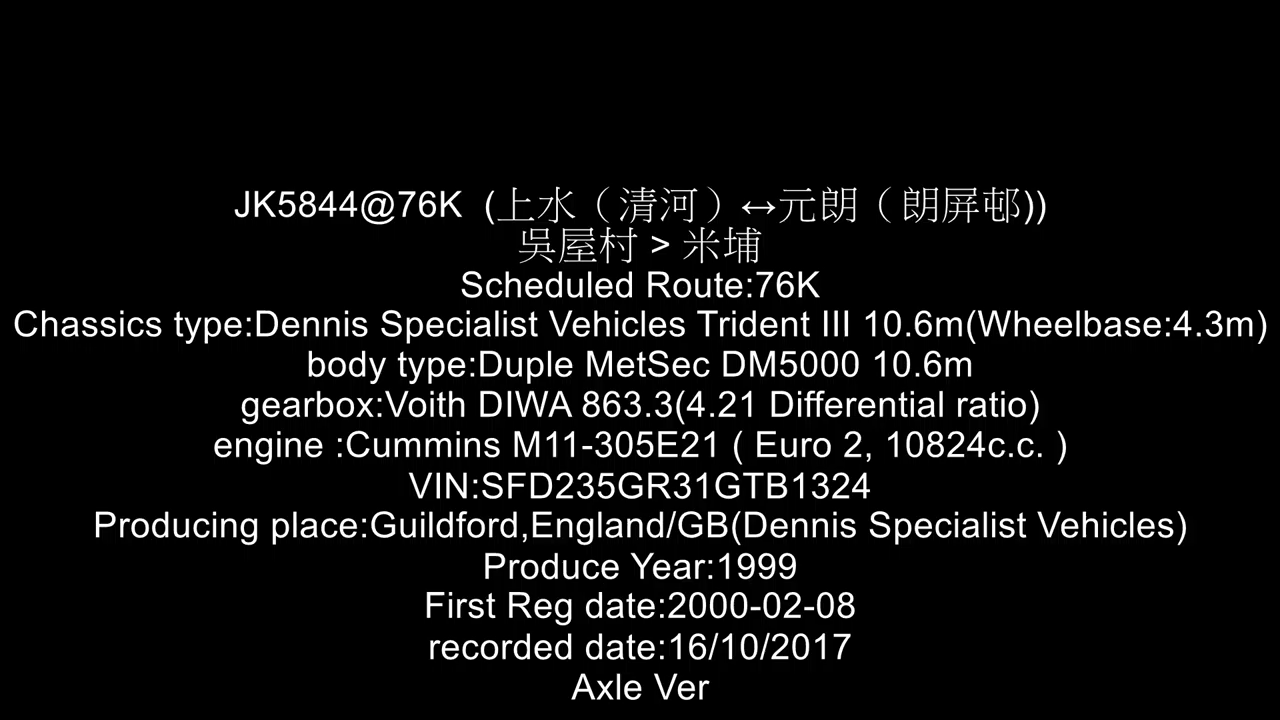 JK5844@76K  (上水（清河）↔元朗（朗屏邨))
吳屋村 > 米埔
Scheduled Route:76K
Chassics type:Dennis Specialist Vehicles Trident III 10.6m(Wheelbase:4.3m)
body type:Duple MetSec DM5000 10.6m
gearbox:Voith DIWA 863.3(4.21 Differential ratio)
engine :Cummins M11-305E21 ( Euro 2, 10824c.c. )
VIN:SFD235GR31GTB1324
Producing place:Guildford,England/GB(Dennis Specialist Vehicles)
Produce Year:1999
First Reg date:2000-02-08
recorded date:16/10/2017
Axle Ver